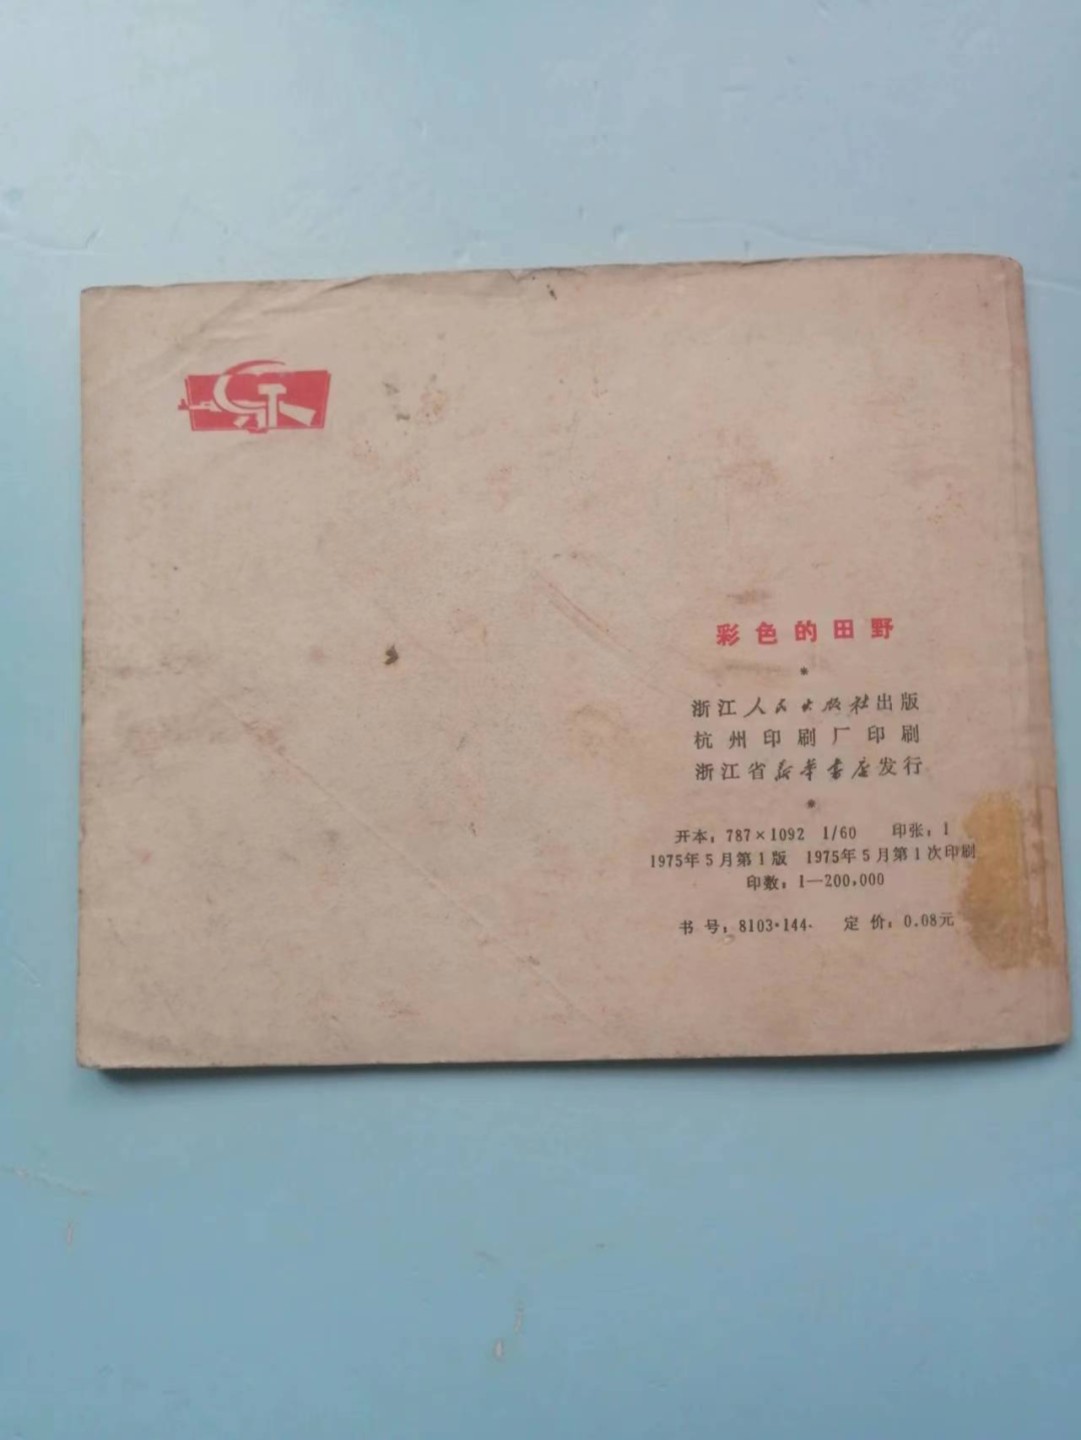 彩色的田野
*
浙江人民出版社出版
杭州印刷厂印刷
浙江省新华书店发行
*
开本：787×1092 1/60 印张：1
1975年5月第1版 1975年5月第1次印刷
印数：1—200,000
书号：8103·144· 定价：0.08元